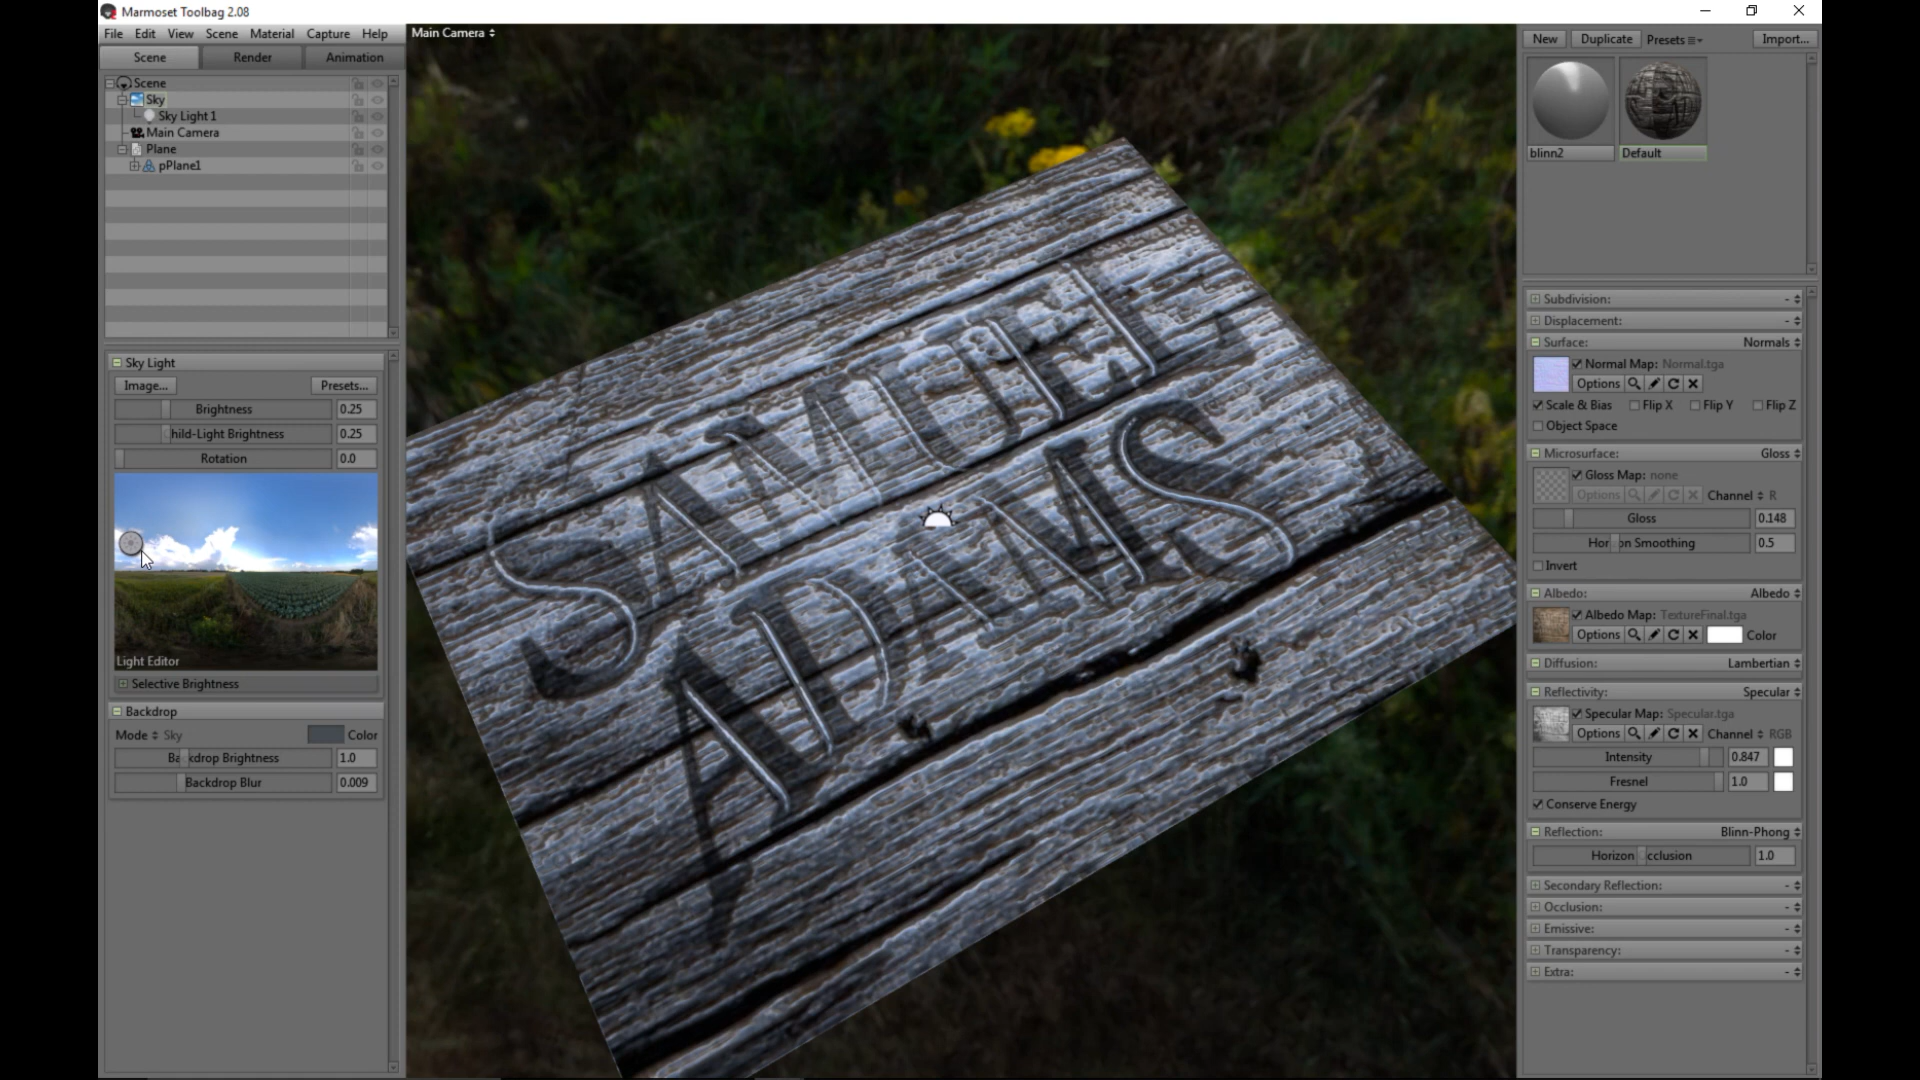 Marmoset Toolbag 2.08
File Edit View Scene Material Capture Help
Scene Render Animation
Scene
Sky
Sky Light 1
Main Camera
Plane
pPlane1
Sky Light
Image... Presets...
Brightness 0.25
hild-Light Brightness 0.25
Rotation 0.0
Light Editor
Selective Brightness
Backdrop
Mode Sky Color
Backdrop Brightness 1.0
Backdrop Blur 0.009
Main Camera
SAMUEL
ADAMS
New Duplicate Presets Import...
blinn2 Default
Subdivision: -
Displacement: -
Surface: Normals
Normal Map: Normal.tga
Options
Scale & Bias Flip X Flip Y Flip Z
Object Space
Microsurface: Gloss
Gloss Map: none
Options Channel R
Gloss 0.148
Horizon Smoothing 0.5
Invert
Albedo: Albedo
Albedo Map: TextureFinal.tga
Options Color
Diffusion: Lambertian
Reflectivity: Specular
Specular Map: Specular.tga
Options Channel RGB
Intensity 0.847
Fresnel 1.0
Conserve Energy
Reflection: Blinn-Phong
Horizon cclusion 1.0
Secondary Reflection: -
Occlusion: -
Emissive: -
Transparency: -
Extra: -